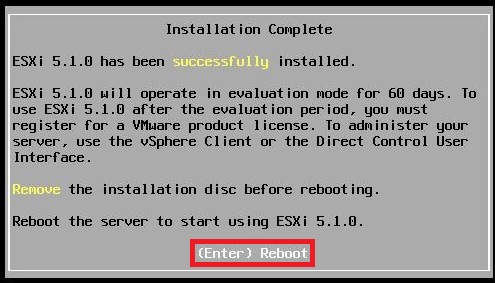 Installation Complete
ESXi 5.1.0 has been successfully installed.
ESXi 5.1.0 will operate in evaluation mode for 60 days. To
use ESXi 5.1.0 after the evaluation period, you must
register for a VMware product license. To administer your
server, use the vSphere Client or the Direct Control User
Interface.
Remove the installation disc before rebooting.
Reboot the server to start using ESXi 5.1.0.
(Enter) Reboot